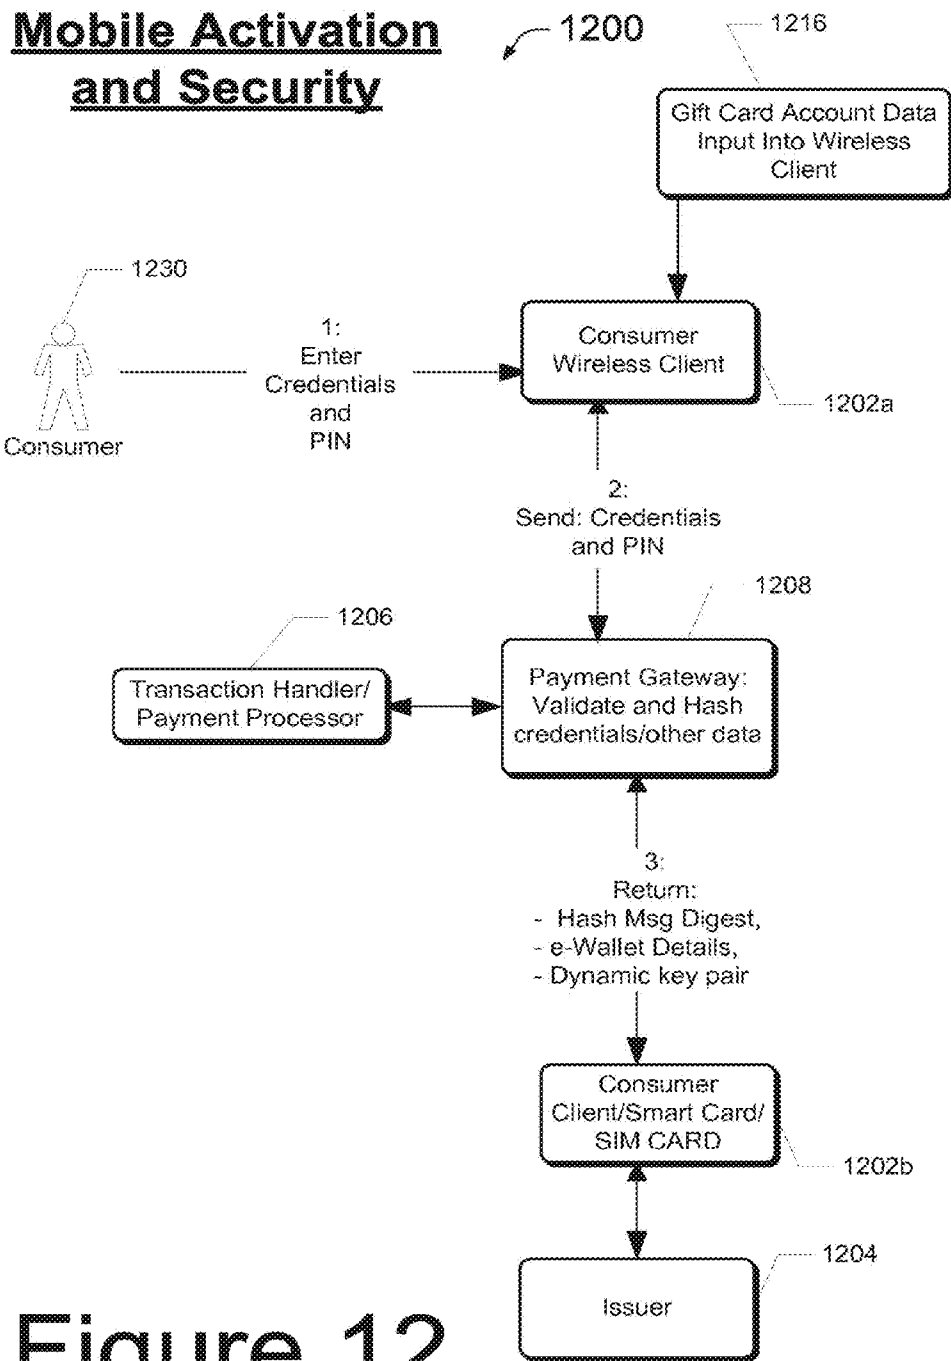 Mobile Activation
and Security
1200
1216
Gift Card Account Data
Input Into Wireless
Client
1230
Consumer
1:
Enter
Credentials
and
PIN
Consumer
Wireless Client
1202a
2:
Send: Credentials
and PIN
1208
1206
Transaction Handler/
Payment Processor
Payment Gateway:
Validate and Hash
credentials/other data
3:
Return:
- Hash Msg Digest,
- e-Wallet Details,
- Dynamic key pair
Consumer
Client/Smart Card/
SIM CARD
1202b
1204
Issuer
Figure 12